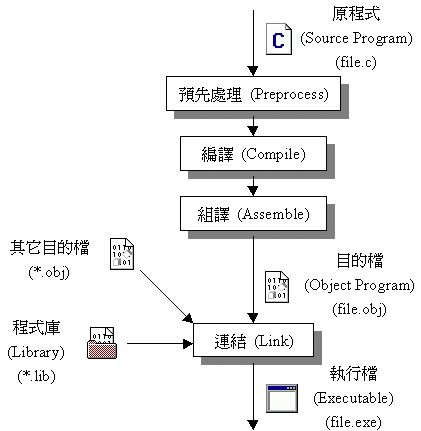 原程式
(Source Program)
(file.c)
C
預先處理 (Preprocess)
編譯 (Compile)
組譯 (Assemble)
其它目的檔
(*.obj)
目的檔
(Object Program)
(file.obj)
程式庫
(Library)
(*.lib)
連結 (Link)
執行檔
(Executable)
(file.exe)